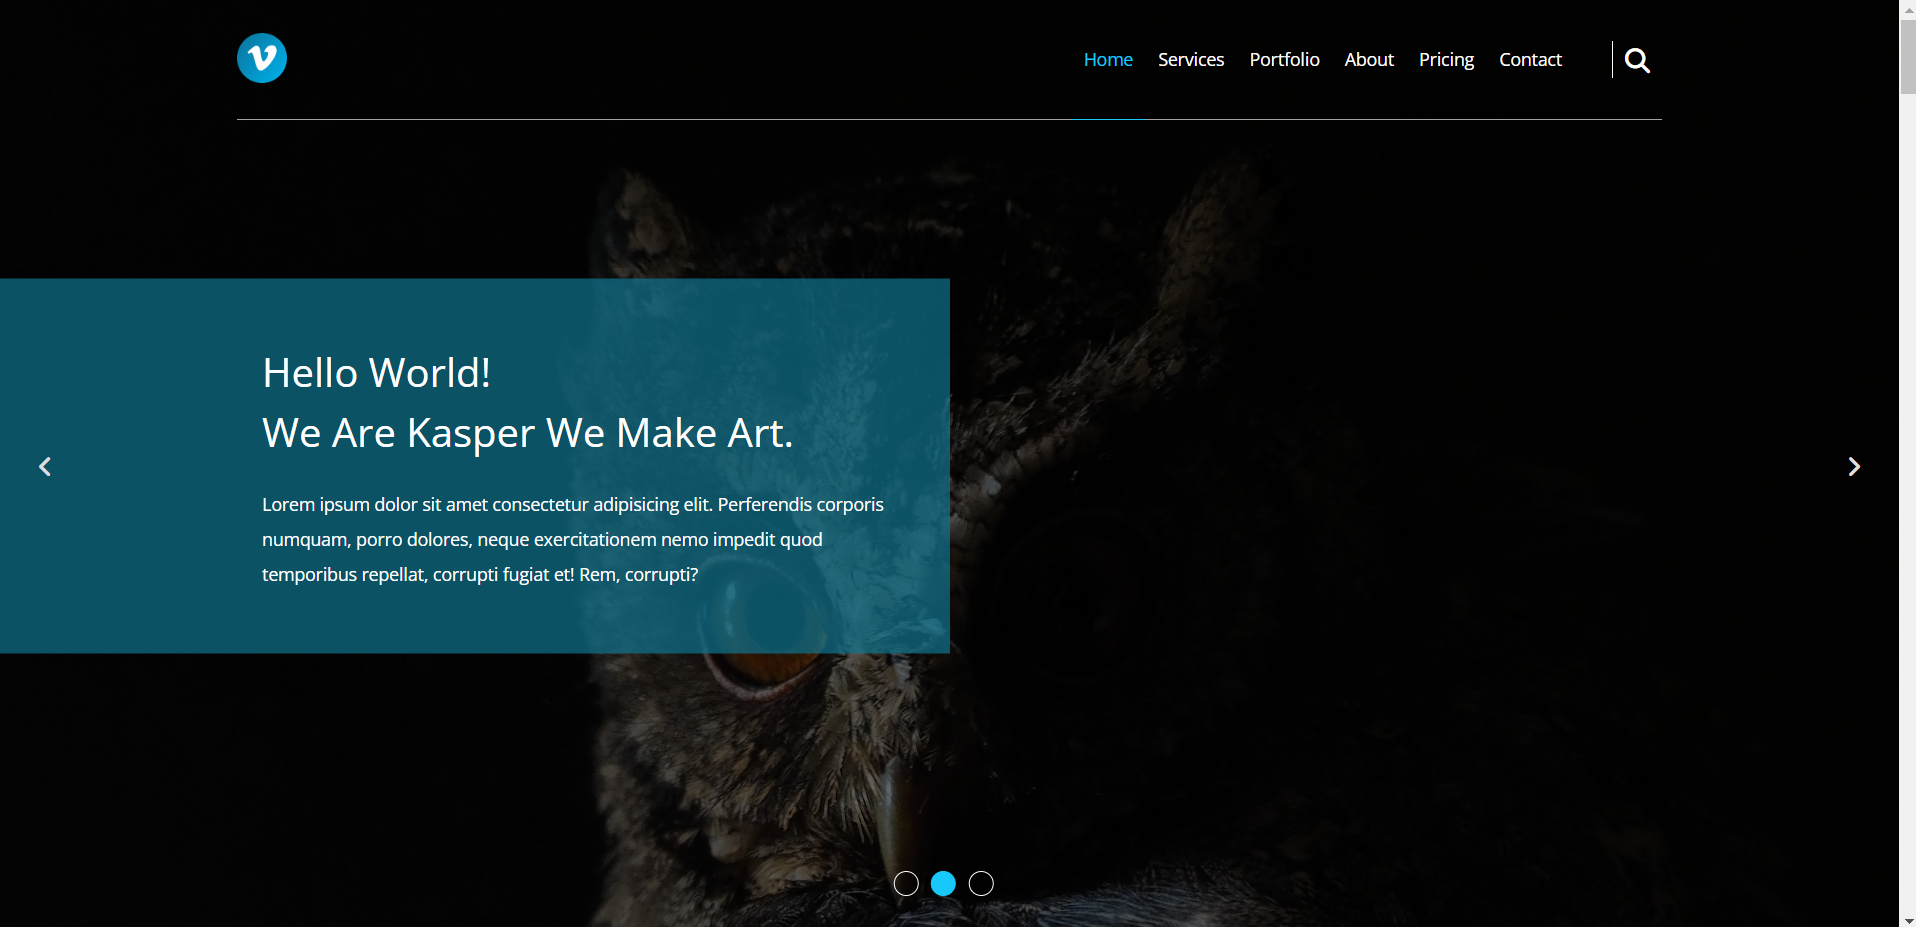 Home Services Portfolio About Pricing Contact
Hello World!
We Are Kasper We Make Art.
Lorem ipsum dolor sit amet consectetur adipisicing elit. Perferendis corporis
numquam, porro dolores, neque exercitationem nemo impedit quod
temporibus repellat, corrupti fugiat et! Rem, corrupti?